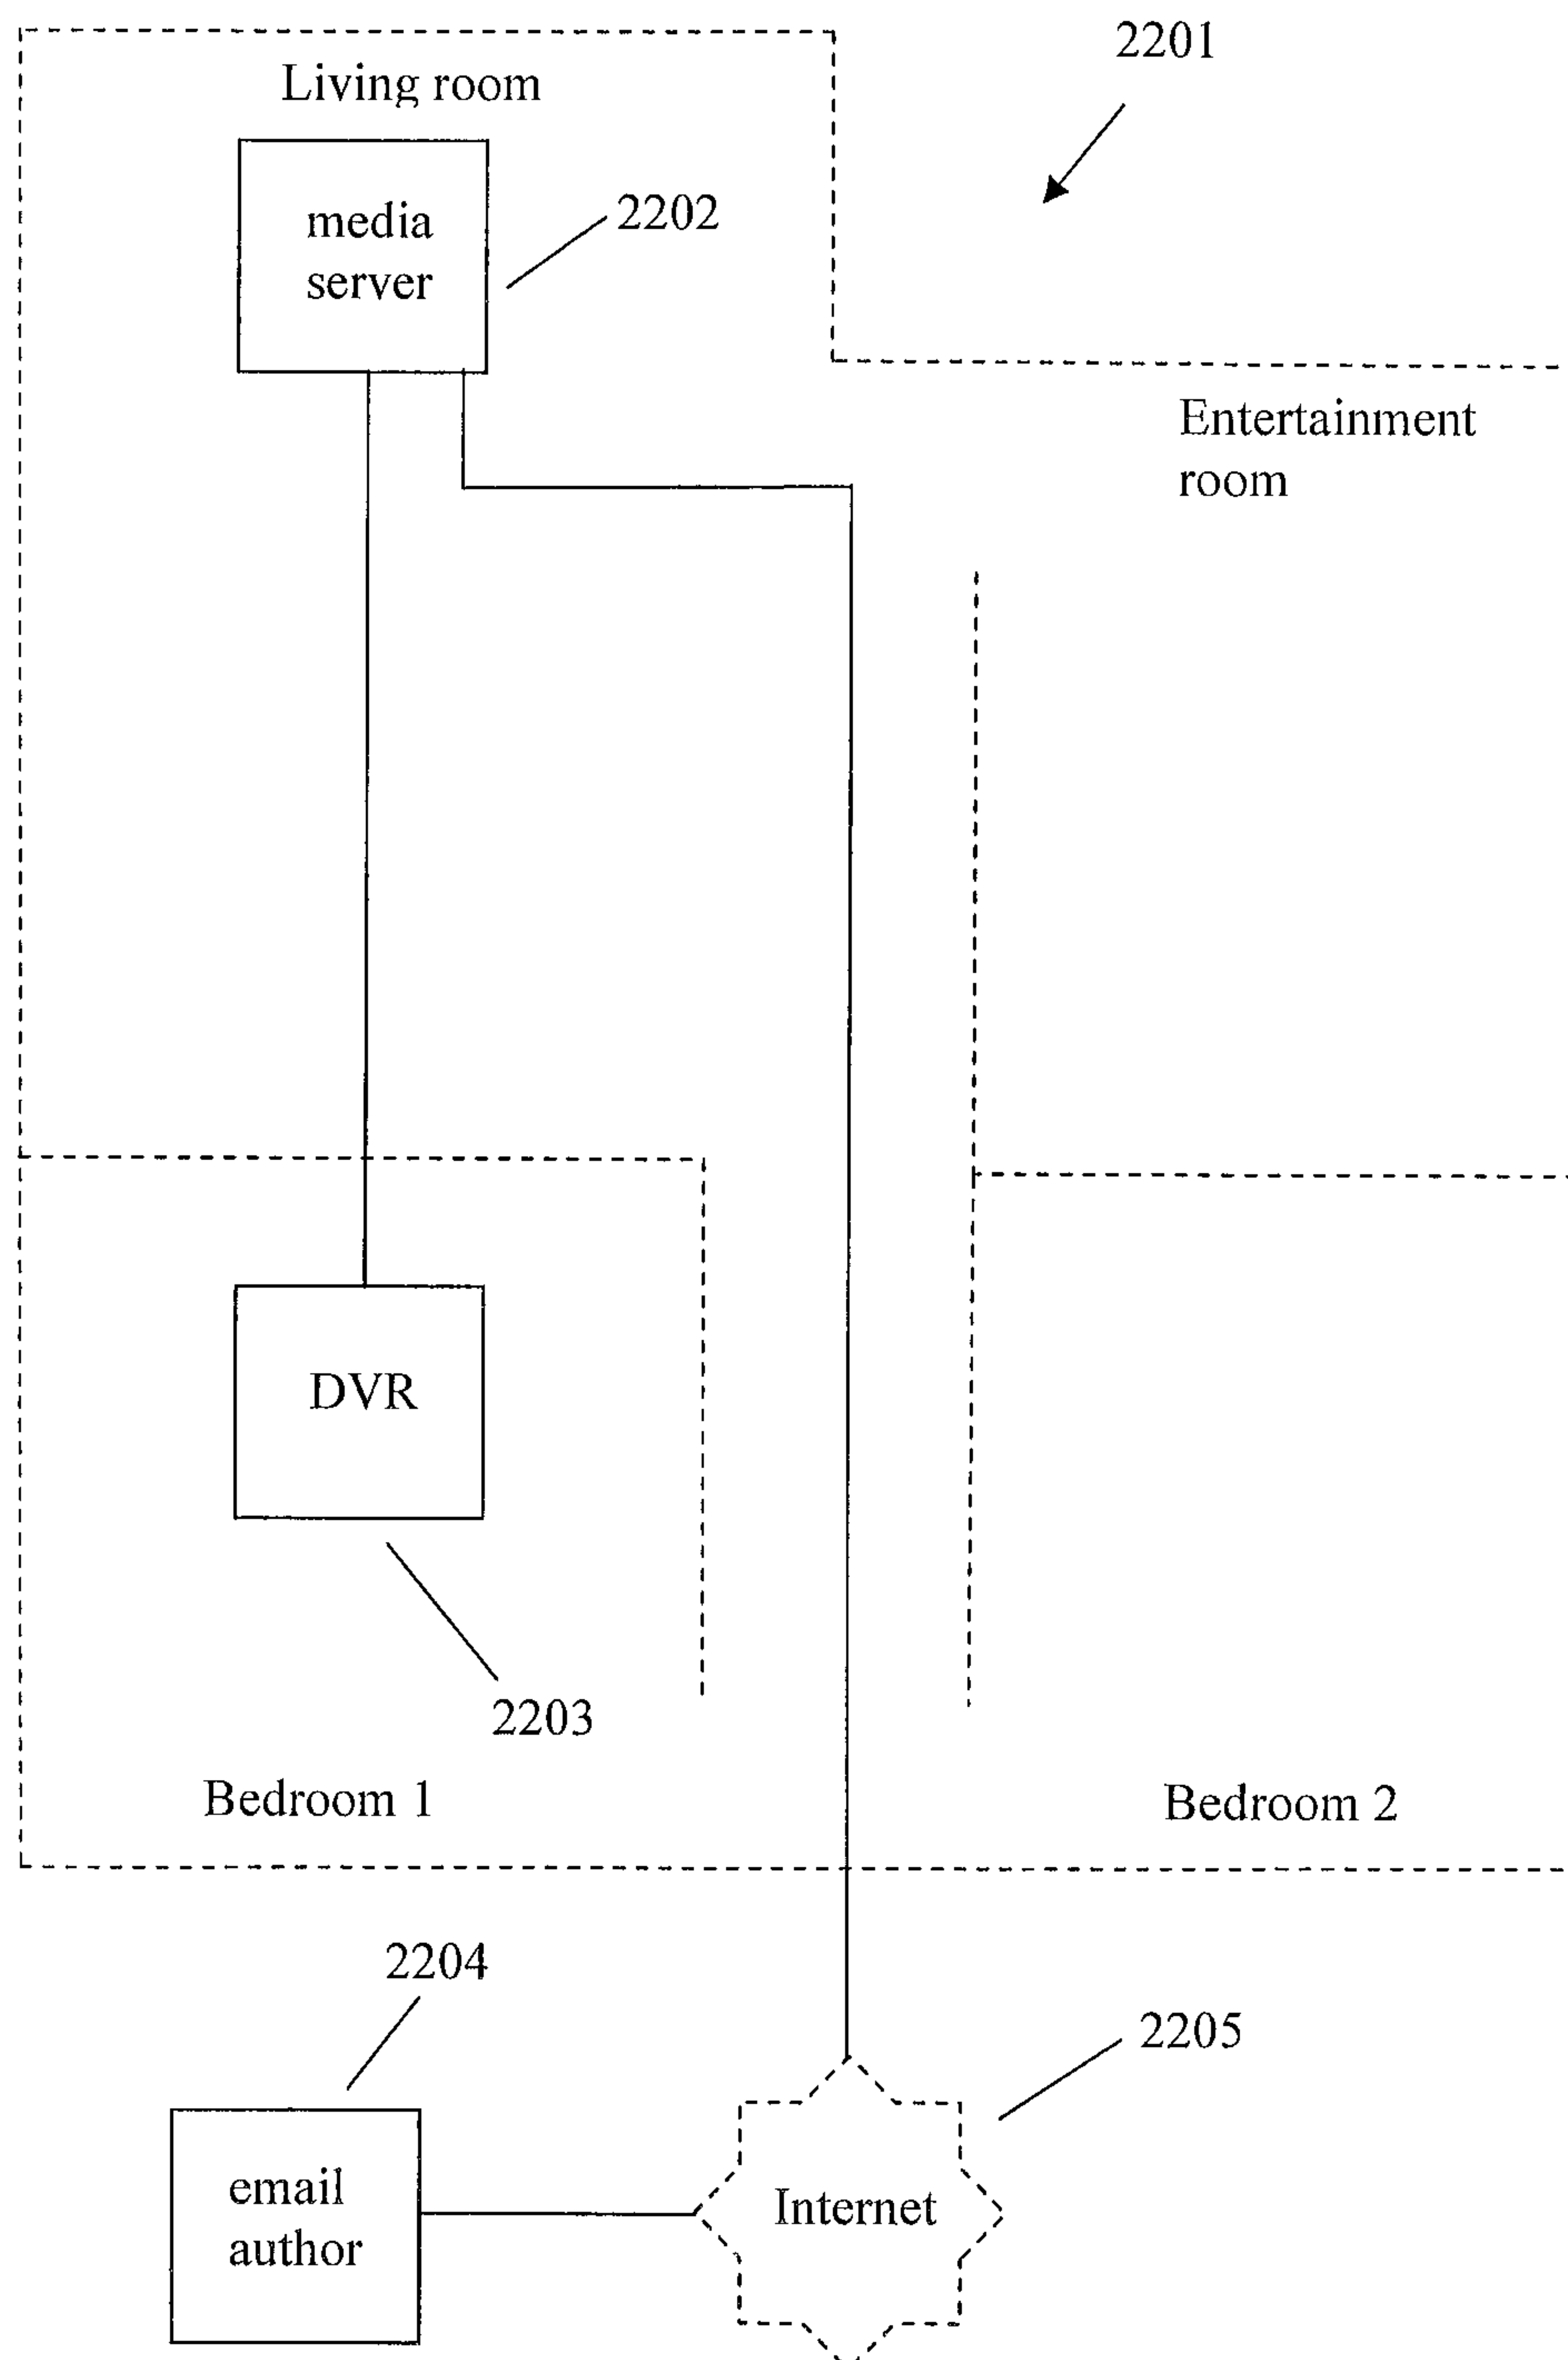 2201
Living room
media
server
2202
Entertainment
room
DVR
2203
Bedroom 1
Bedroom 2
2204
2205
email
author
Internet